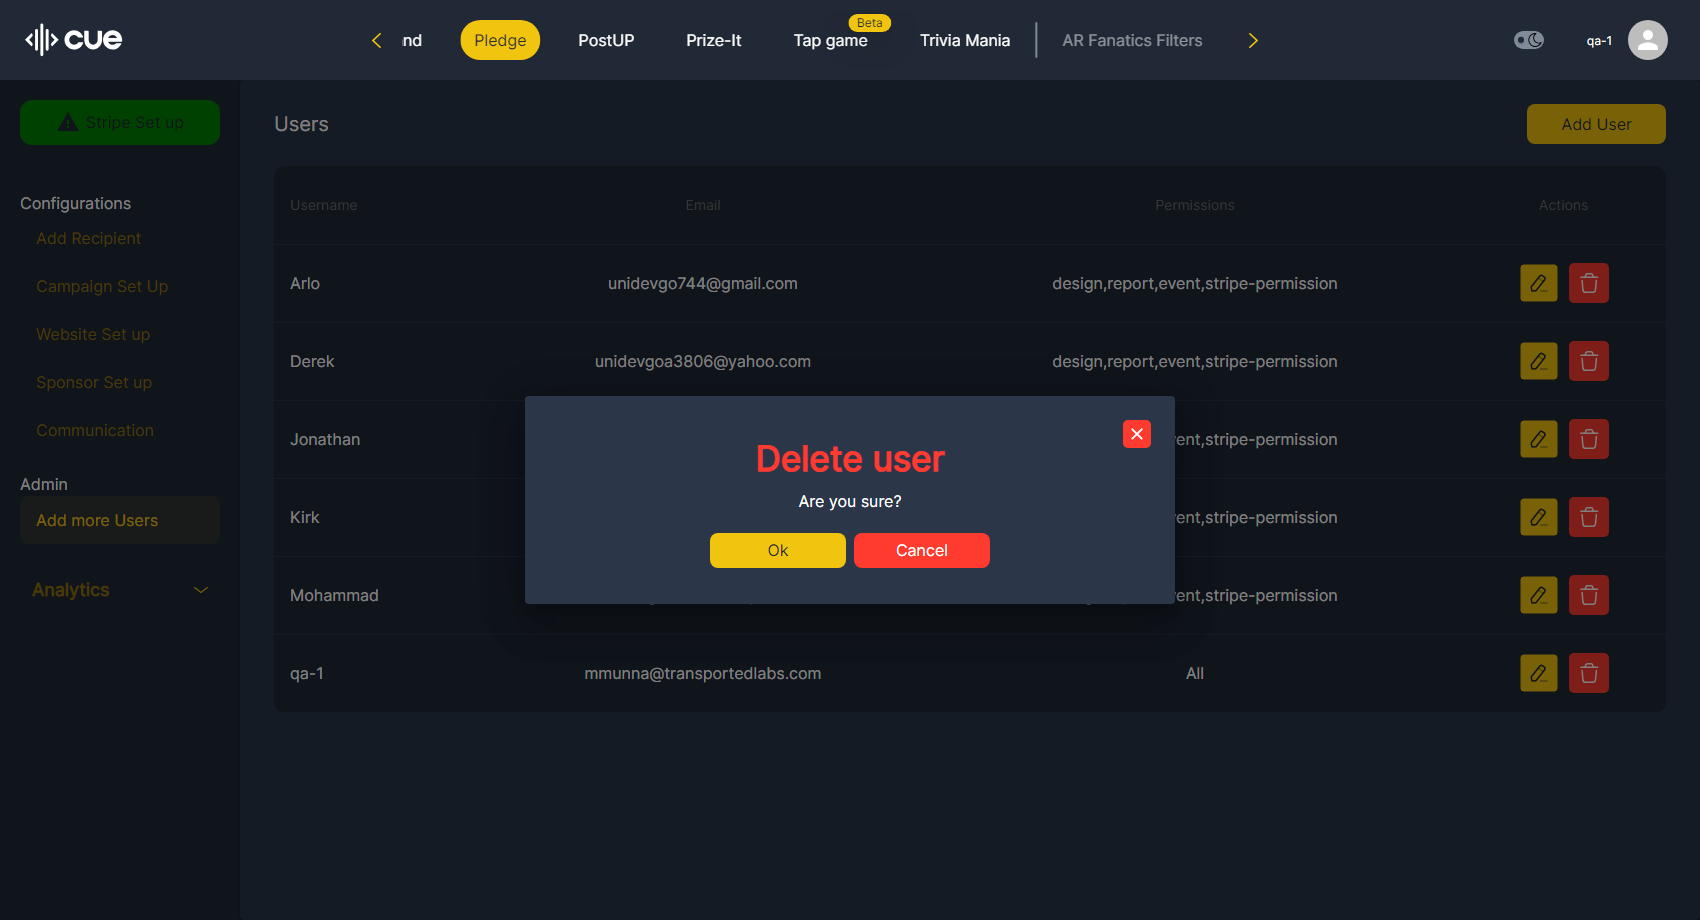 cue
nd
Pledge
PostUP
Prize-It
Tap game
Beta
Trivia Mania
AR Fanatics Filters
qa-1
Stripe Set up
Configurations
Add Recipient
Campaign Set Up
Website Set up
Sponsor Set up
Communication
Admin
Add more Users
Analytics
Users
Add User
Username Email Permissions Actions
Arlo unidevgo744@gmail.com design,report,event,stripe-permission
Derek unidevgoa3806@yahoo.com design,report,event,stripe-permission
Jonathan vent,stripe-permission
Kirk vent,stripe-permission
Mohammad vent,stripe-permission
qa-1 mmunna@transportedlabs.com All
Delete user
Are you sure?
Ok Cancel